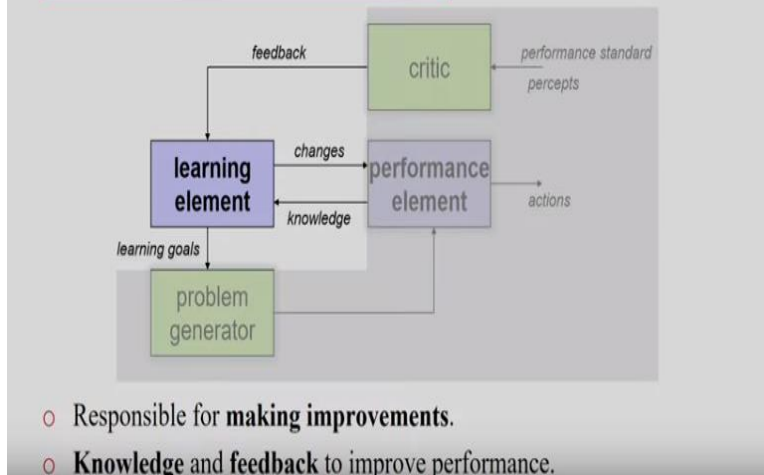 feedback
critic
performance standard
percepts
learning
element
changes
knowledge
performance
element
actions
learning goals
problem
generator
o Responsible for making improvements.
o Knowledge and feedback to improve performance.